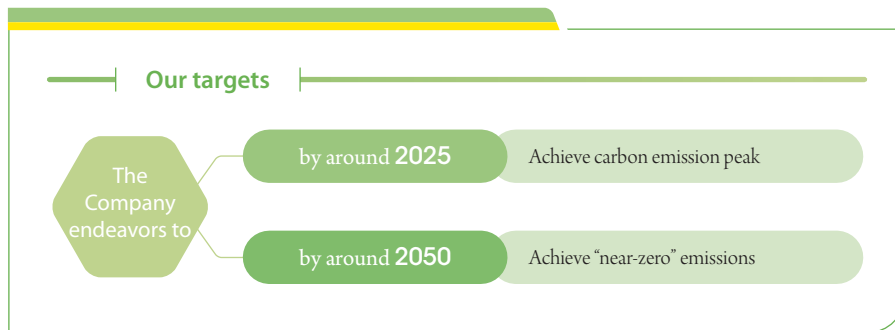 Our targets
The
Company
endeavors to
by around 2025
Achieve carbon emission peak
by around 2050
Achieve “near-zero” emissions